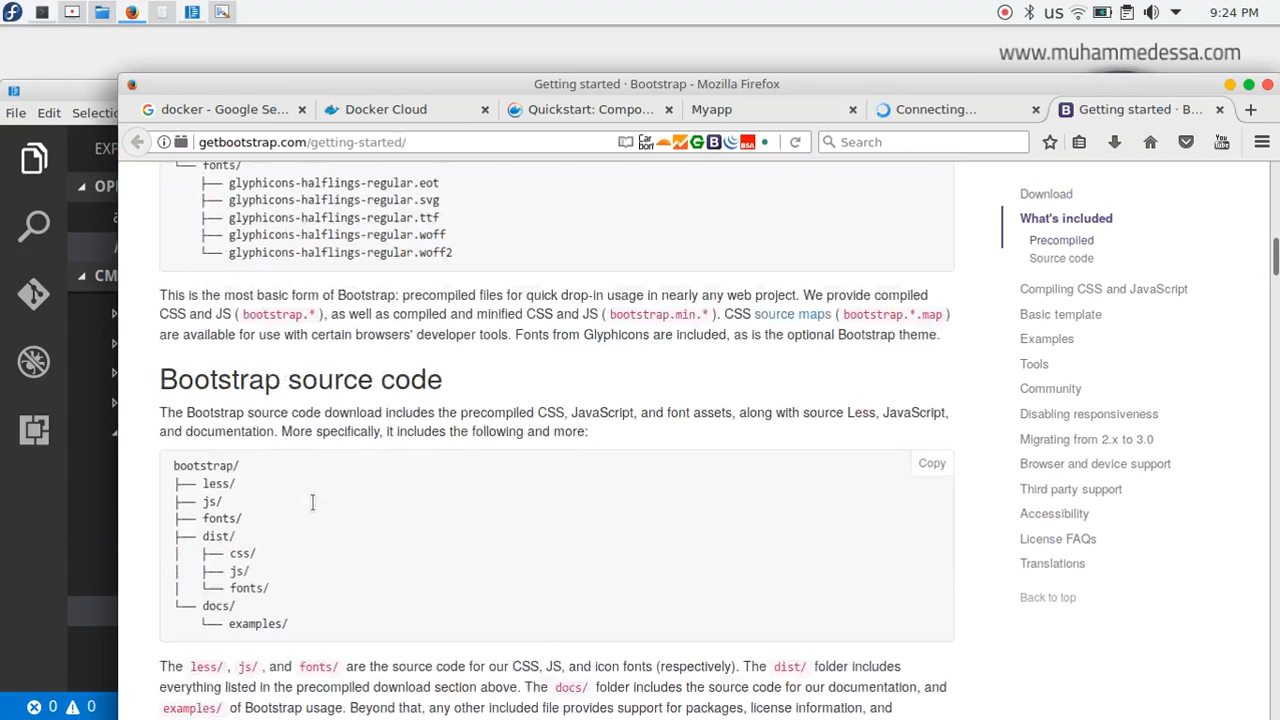 us
9:24 PM
www.muhammedessa.com
Getting started · Bootstrap - Mozilla Firefox
File Edit Selectio
docker - Google Se...
Docker Cloud
Quickstart: Compo...
Myapp
Connecting...
Getting started · B...
getbootstrap.com/getting-started/
Search
EXP
OPE
CM
└── fonts/
├── glyphicons-halflings-regular.eot
├── glyphicons-halflings-regular.svg
├── glyphicons-halflings-regular.ttf
├── glyphicons-halflings-regular.woff
└── glyphicons-halflings-regular.woff2
This is the most basic form of Bootstrap: precompiled files for quick drop-in usage in nearly any web project. We provide compiled
CSS and JS ( bootstrap.* ), as well as compiled and minified CSS and JS ( bootstrap.min.* ). CSS source maps ( bootstrap.*.map )
are available for use with certain browsers' developer tools. Fonts from Glyphicons are included, as is the optional Bootstrap theme.
Bootstrap source code
The Bootstrap source code download includes the precompiled CSS, JavaScript, and font assets, along with source Less, JavaScript,
and documentation. More specifically, it includes the following and more:
Copy
bootstrap/
├── less/
├── js/
├── fonts/
├── dist/
│   ├── css/
│   ├── js/
│   └── fonts/
└── docs/
    └── examples/
The less/, js/, and fonts/ are the source code for our CSS, JS, and icon fonts (respectively). The dist/ folder includes
everything listed in the precompiled download section above. The docs/ folder includes the source code for our documentation, and
examples/ of Bootstrap usage. Beyond that, any other included file provides support for packages, license information, and
Download
What's included
Precompiled
Source code
Compiling CSS and JavaScript
Basic template
Examples
Tools
Community
Disabling responsiveness
Migrating from 2.x to 3.0
Browser and device support
Third party support
Accessibility
License FAQs
Translations
Back to top
0 0